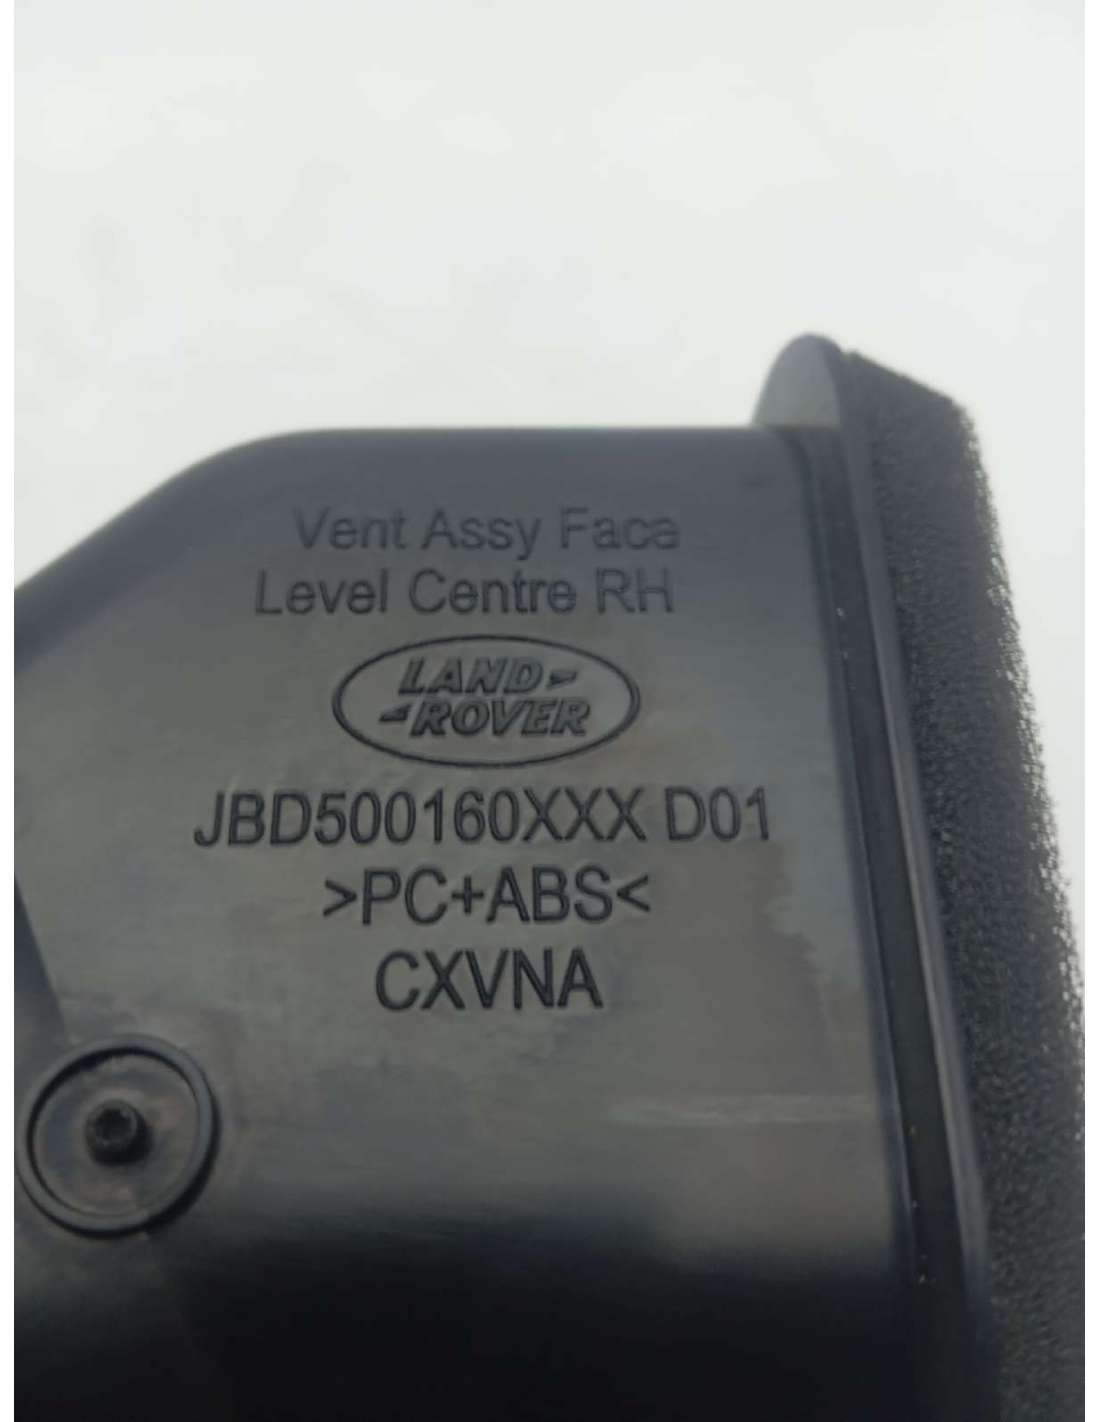 Vent Assy Face
Level Centre RH
LAND-
-ROVER
JBD500160XXX D01
>PC+ABS<
CXVNA